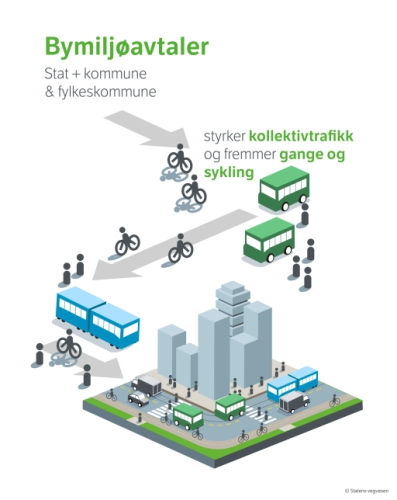 Bymiljøavtaler
Stat + kommune
& fylkeskommune
styrker kollektivtrafikk
og fremmer gange og
sykling
© Statens vegvesen